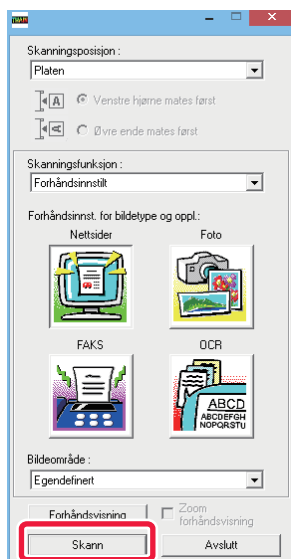 Skanningsposisjon :
Platen
A Venstre hjørne mates først
A Øvre ende mates først
Skanningsfunksjon :
Forhåndsinnstilt
Forhåndsinnst. for bildetype og oppl.:
Nettsider Foto
FAKS OCR
ABCD
ABCDEFGH
NOPQRSTU
Bildeområde :
Egendefinert
Forhåndsvisning Zoom forhåndsvisning
Skann Avslutt